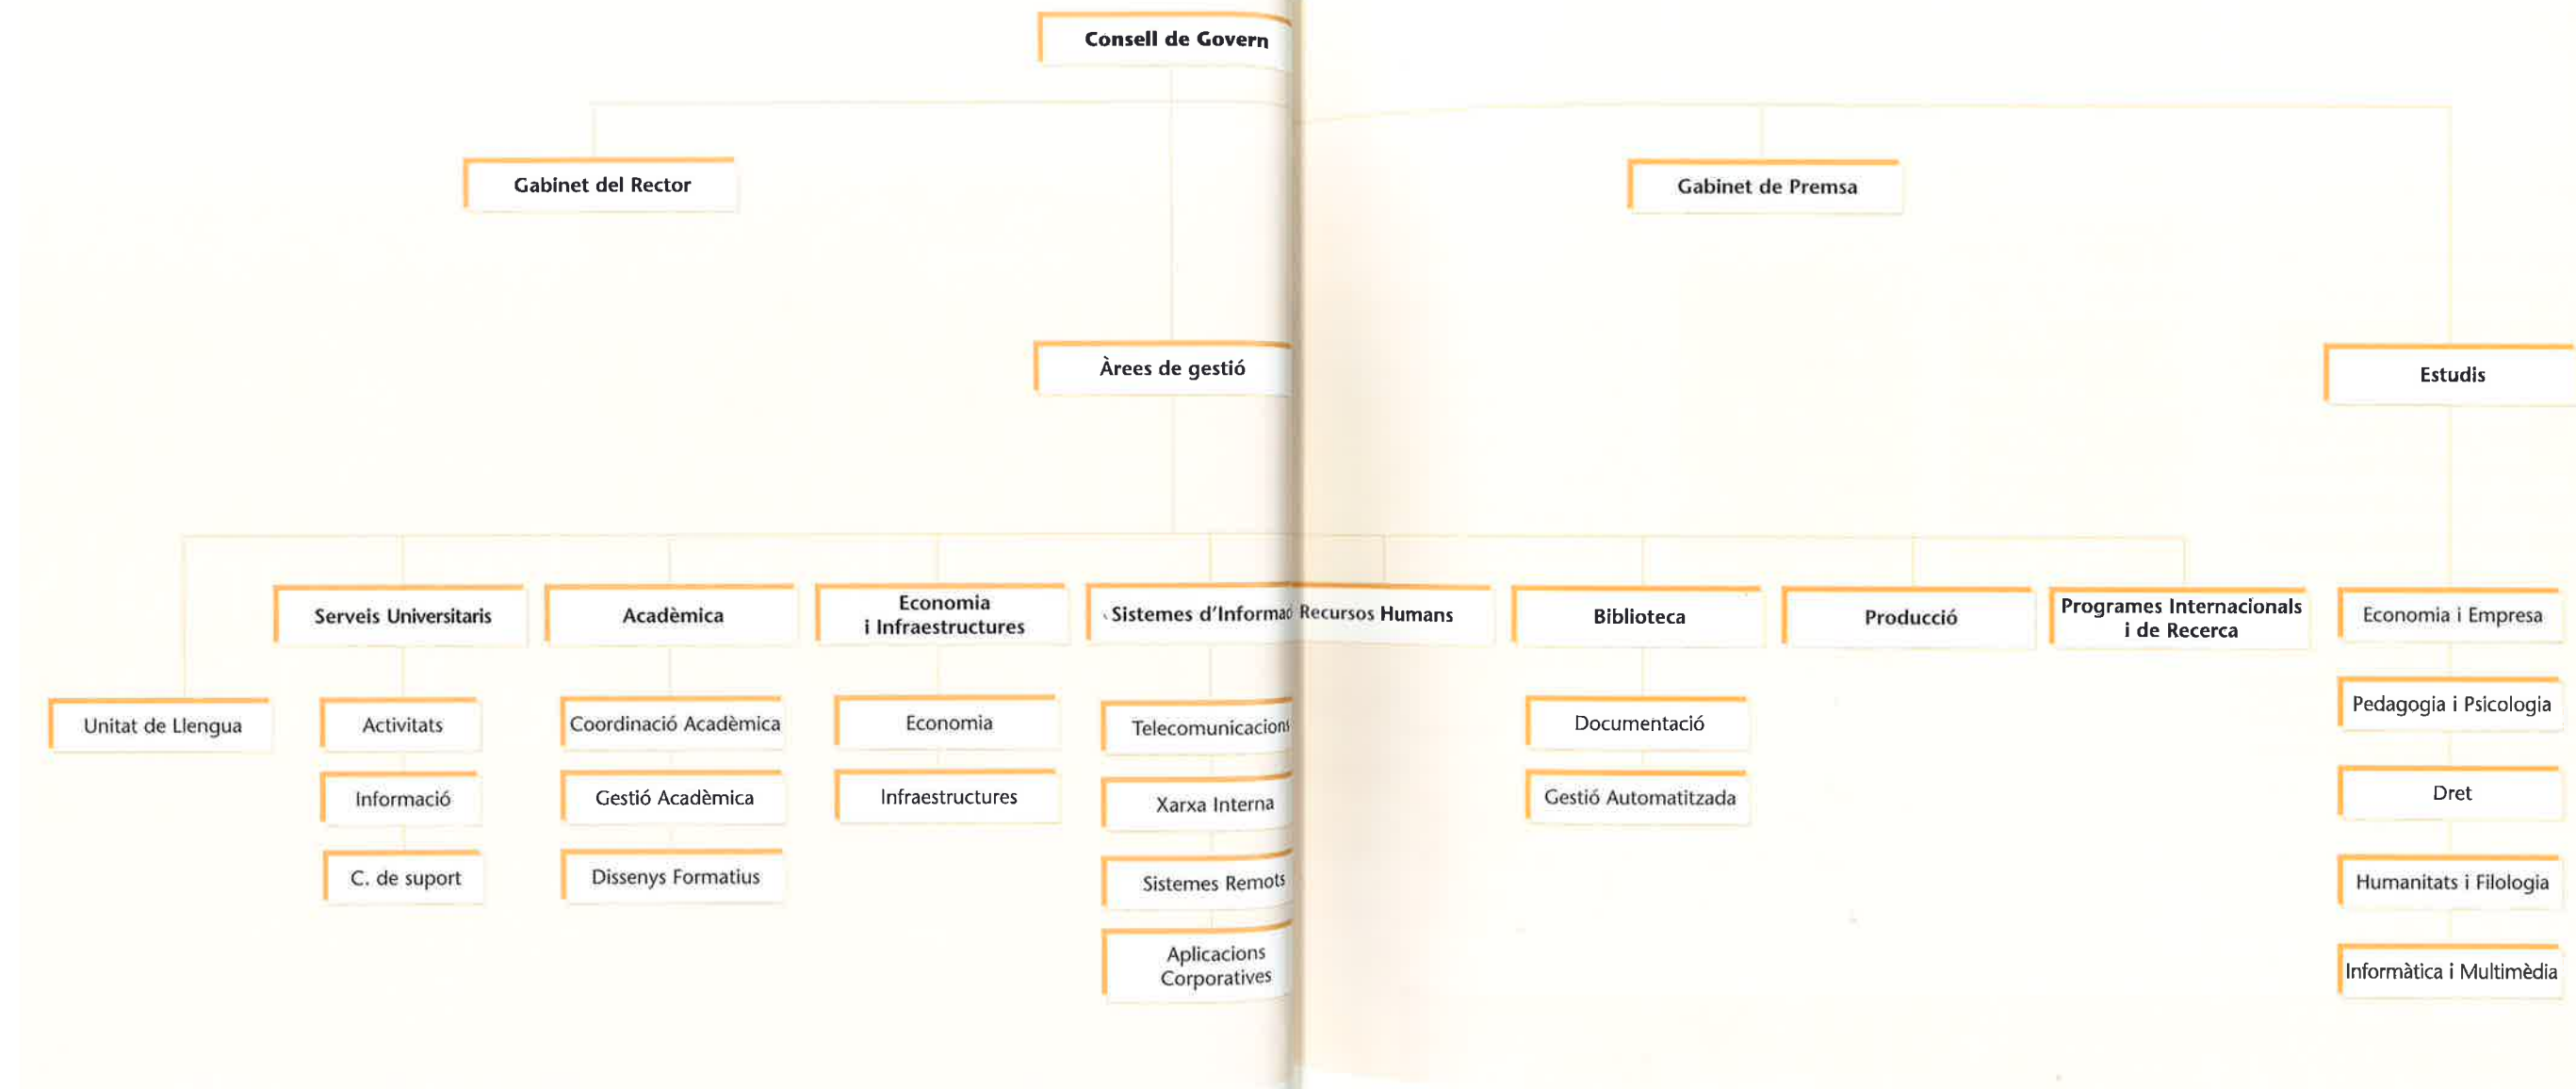 Consell de Govern
Gabinet del Rector
Gabinet de Premsa
Àrees de gestió
Estudis
Serveis Universitaris
Acadèmica
Economia
i Infraestructures
Sistemes d'Informac
Recursos Humans
Biblioteca
Producció
Programes Internacionals
i de Recerca
Economia i Empresa
Unitat de Llengua
Activitats
Coordinació Acadèmica
Economia
Telecomunicacions
Documentació
Pedagogia i Psicologia
Informació
Gestió Acadèmica
Infraestructures
Xarxa Interna
Gestió Automatitzada
Dret
C. de suport
Dissenys Formatius
Sistemes Remots
Humanitats i Filologia
Aplicacions
Corporatives
Informàtica i Multimèdia